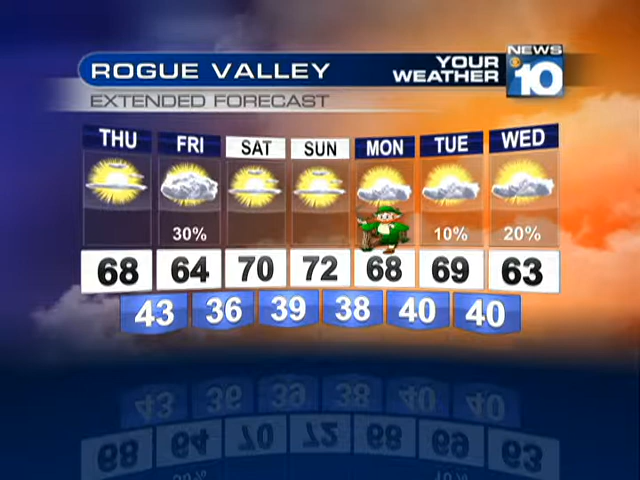 NEWS
10
YOUR
WEATHER
ROGUE VALLEY
EXTENDED FORECAST
THU FRI SAT SUN MON TUE WED
30% 10% 20%
68 64 70 72 68 69 63
43 36 39 38 40 40